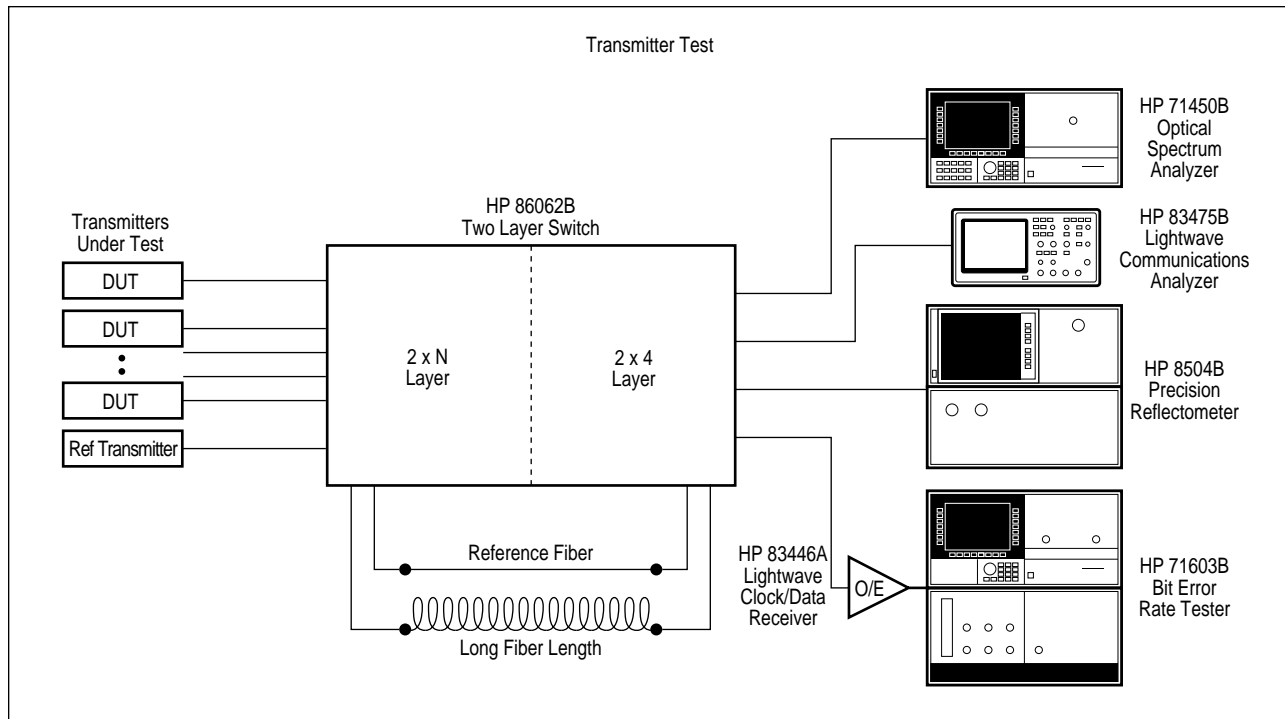 Transmitter Test
HP 71450B
Optical
Spectrum
Analyzer
HP 86062B
Two Layer Switch
Transmitters
Under Test
DUT
DUT
DUT
Ref Transmitter
2 x N
Layer
2 x 4
Layer
HP 83475B
Lightwave
Communications
Analyzer
HP 8504B
Precision
Reflectometer
Reference Fiber
Long Fiber Length
HP 83446A
Lightwave
Clock/Data
Receiver
O/E
HP 71603B
Bit Error
Rate Tester